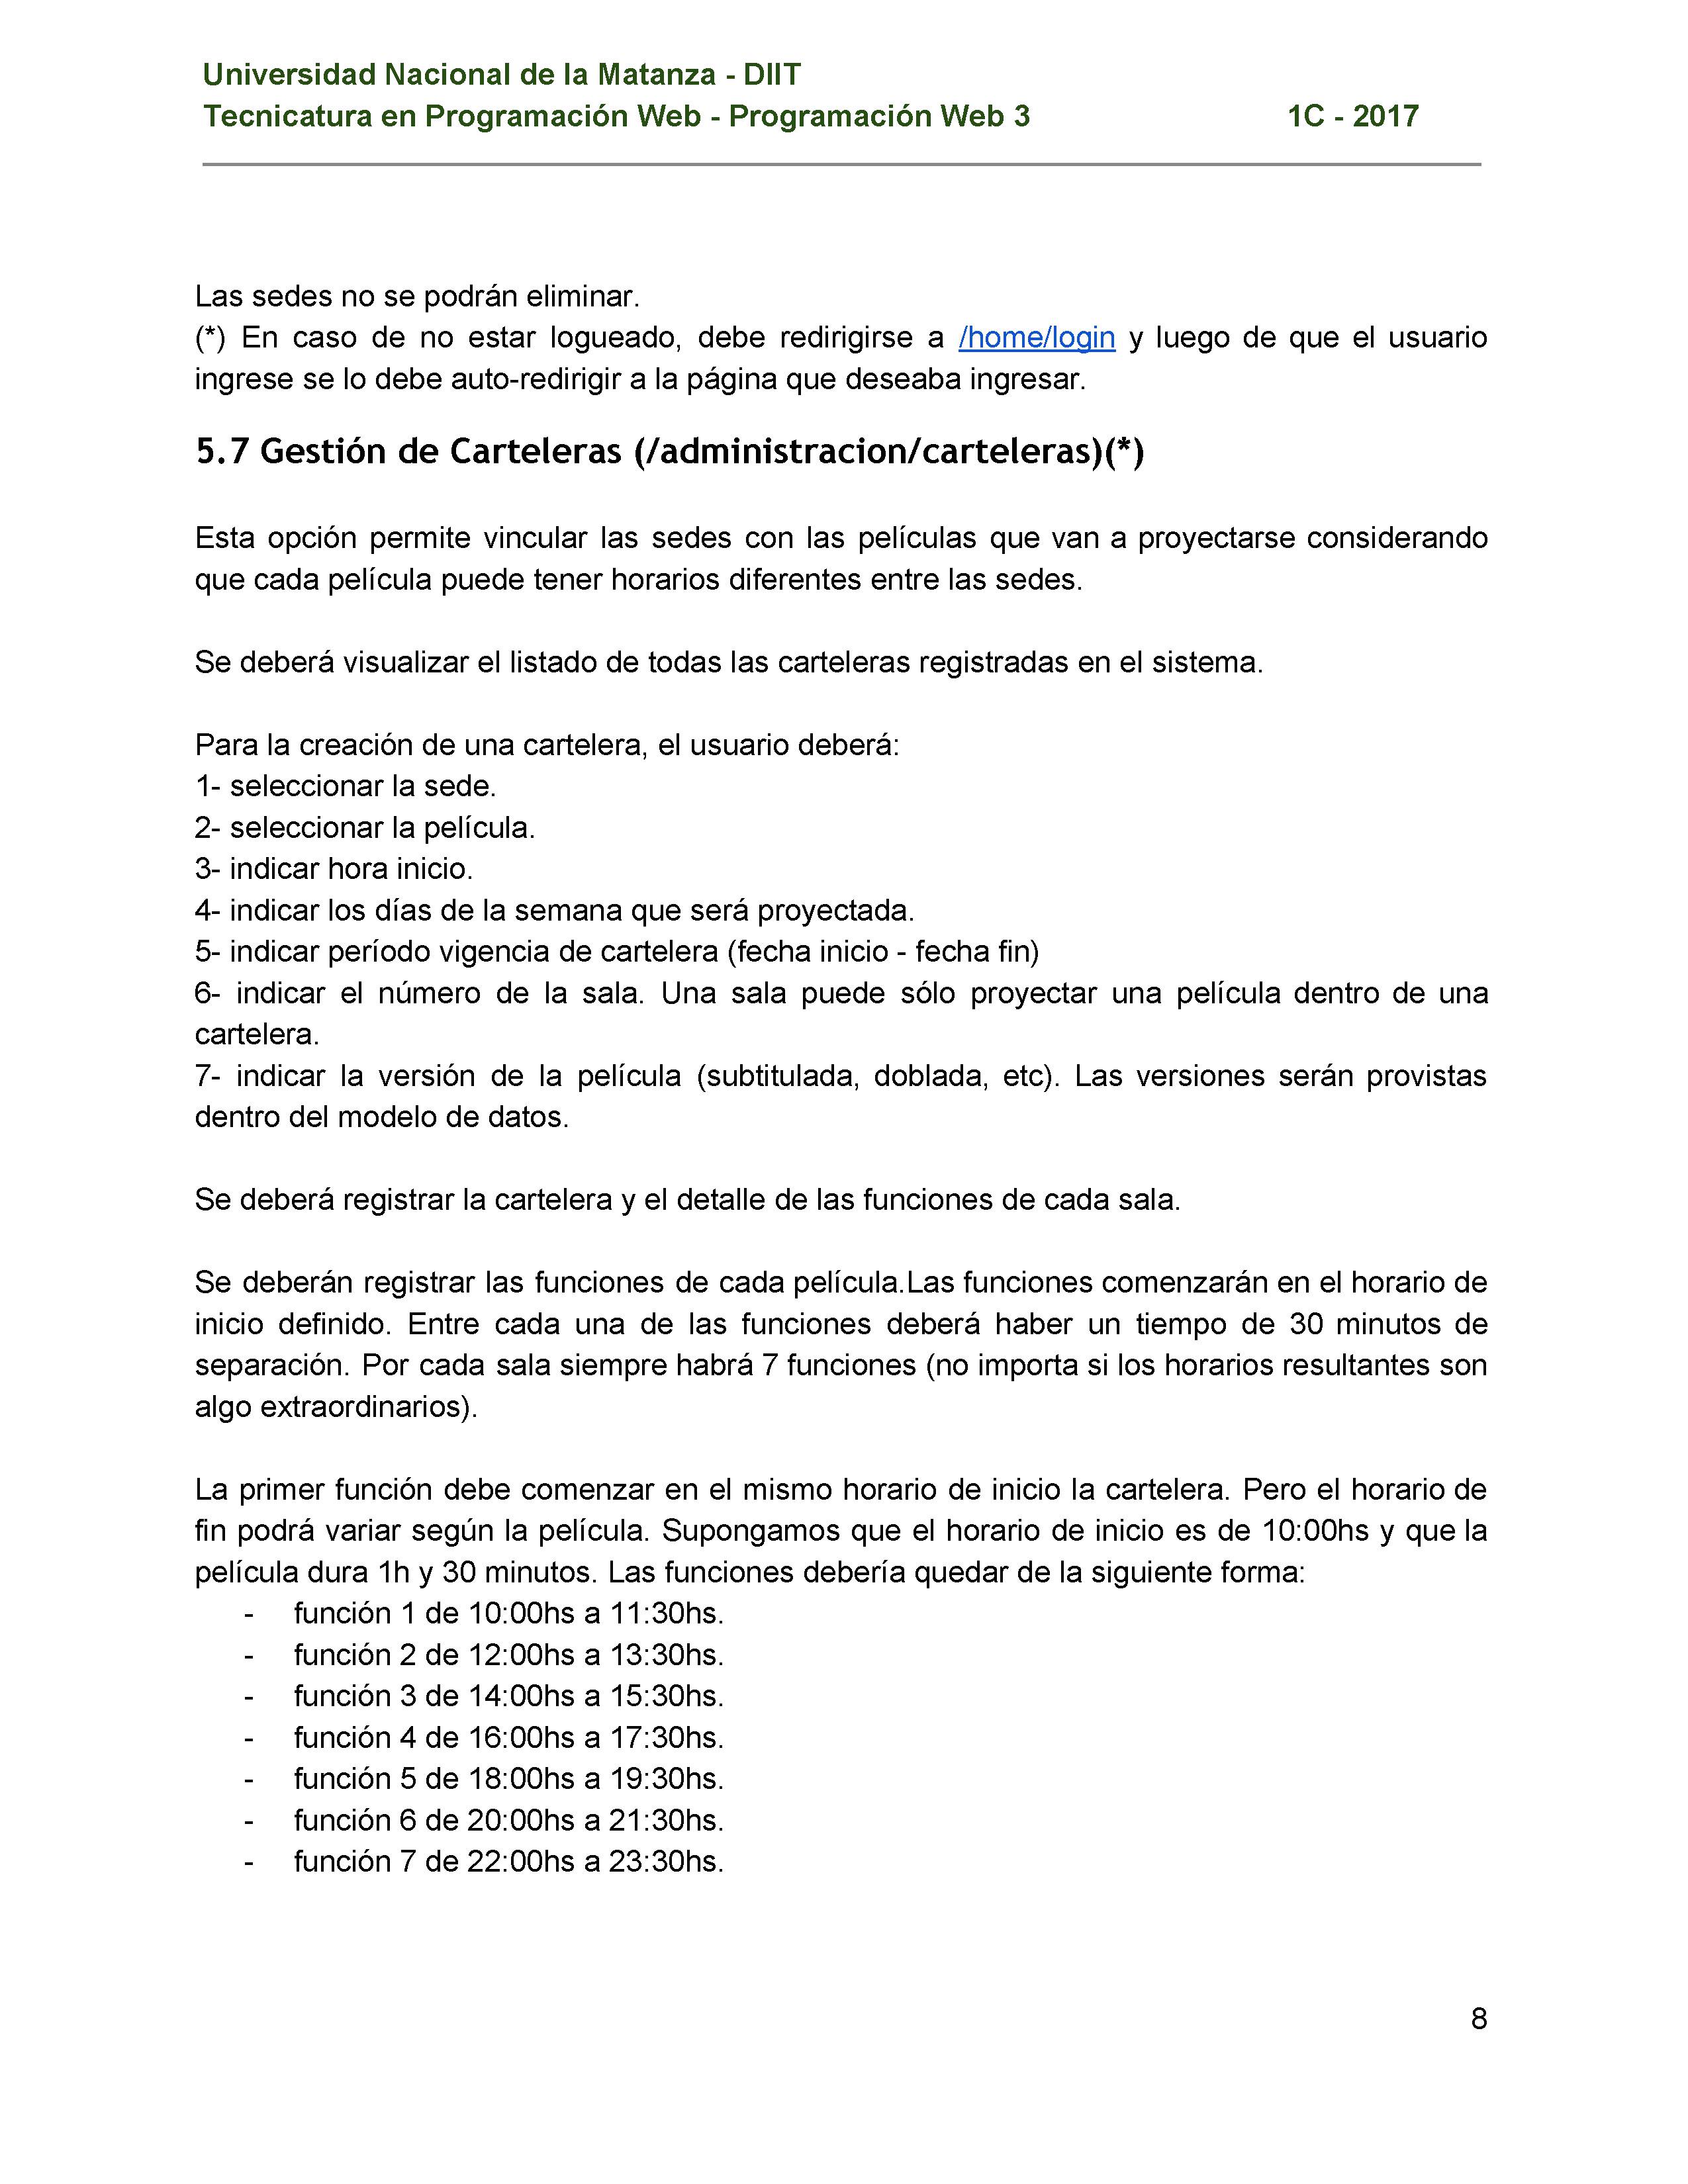 Universidad Nacional de la Matanza - DIIT
Tecnicatura en Programación Web - Programación Web 3 1C - 2017
Las sedes no se podrán eliminar.
(*) En caso de no estar logueado, debe redirigirse a /home/login y luego de que el usuario
ingrese se lo debe auto-redirigir a la página que deseaba ingresar.
5.7 Gestión de Carteleras (/administracion/carteleras)(*)
Esta opción permite vincular las sedes con las películas que van a proyectarse considerando
que cada película puede tener horarios diferentes entre las sedes.
Se deberá visualizar el listado de todas las carteleras registradas en el sistema.
Para la creación de una cartelera, el usuario deberá:
1- seleccionar la sede.
2- seleccionar la película.
3- indicar hora inicio.
4- indicar los días de la semana que será proyectada.
5- indicar período vigencia de cartelera (fecha inicio - fecha fin)
6- indicar el número de la sala. Una sala puede sólo proyectar una película dentro de una
cartelera.
7- indicar la versión de la película (subtitulada, doblada, etc). Las versiones serán provistas
dentro del modelo de datos.
Se deberá registrar la cartelera y el detalle de las funciones de cada sala.
Se deberán registrar las funciones de cada película.Las funciones comenzarán en el horario de
inicio definido. Entre cada una de las funciones deberá haber un tiempo de 30 minutos de
separación. Por cada sala siempre habrá 7 funciones (no importa si los horarios resultantes son
algo extraordinarios).
La primer función debe comenzar en el mismo horario de inicio la cartelera. Pero el horario de
fin podrá variar según la película. Supongamos que el horario de inicio es de 10:00hs y que la
película dura 1h y 30 minutos. Las funciones debería quedar de la siguiente forma:
- función 1 de 10:00hs a 11:30hs.
- función 2 de 12:00hs a 13:30hs.
- función 3 de 14:00hs a 15:30hs.
- función 4 de 16:00hs a 17:30hs.
- función 5 de 18:00hs a 19:30hs.
- función 6 de 20:00hs a 21:30hs.
- función 7 de 22:00hs a 23:30hs.
8